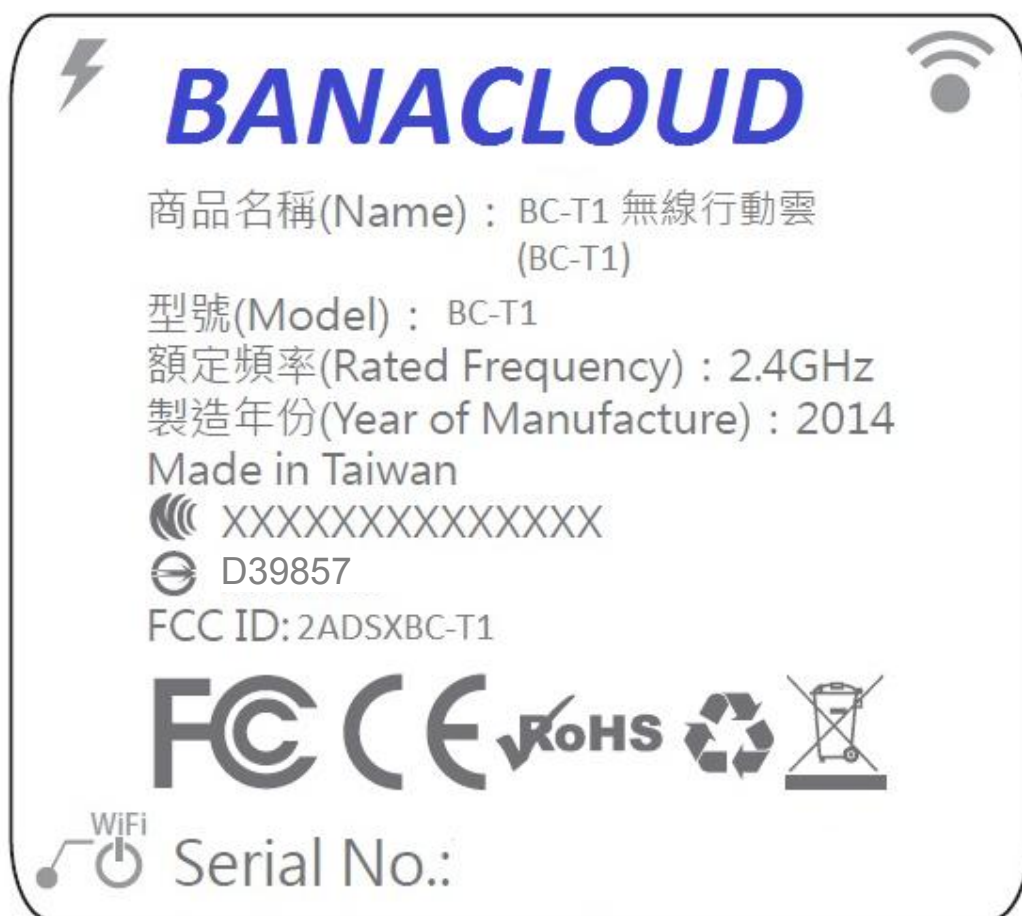 BANACLOUD
商品名稱(Name)：BC-T1 無線行動雲
(BC-T1)
型號(Model)： BC-T1
額定頻率(Rated Frequency)：2.4GHz
製造年份(Year of Manufacture)：2014
Made in Taiwan
XXXXXXXXXXXXXX
D39857
FCC ID: 2ADSXBC-T1
FC CE RoHS
WiFi
Serial No.: